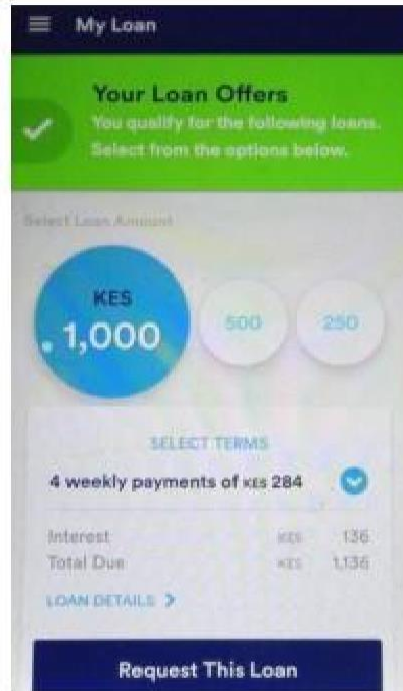 My Loan
Your Loan Offers
You qualify for the following loans.
Select from the options below.
Select Loan Amount
KES
1,000
500
250
SELECT TERMS
4 weekly payments of KES 284
Interest KES 136
Total Due KES 1,136
LOAN DETAILS
Request This Loan